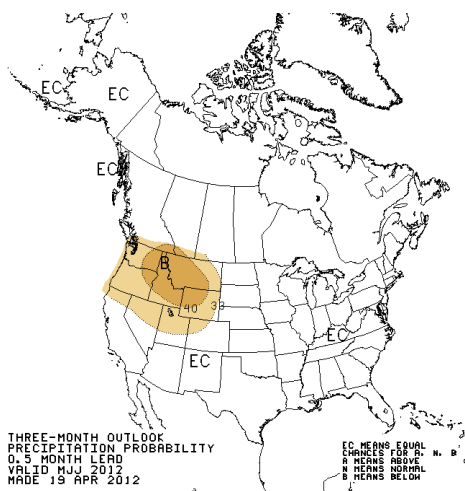 EC
EC
EC
B
40 33
EC
EC
THREE-MONTH OUTLOOK
PRECIPITATION PROBABILITY
0.5 MONTH LEAD
VALID MJJ 2012
MADE 19 APR 2012
EC MEANS EQUAL
CHANCES FOR A, N, B
A MEANS ABOVE
N MEANS NORMAL
B MEANS BELOW